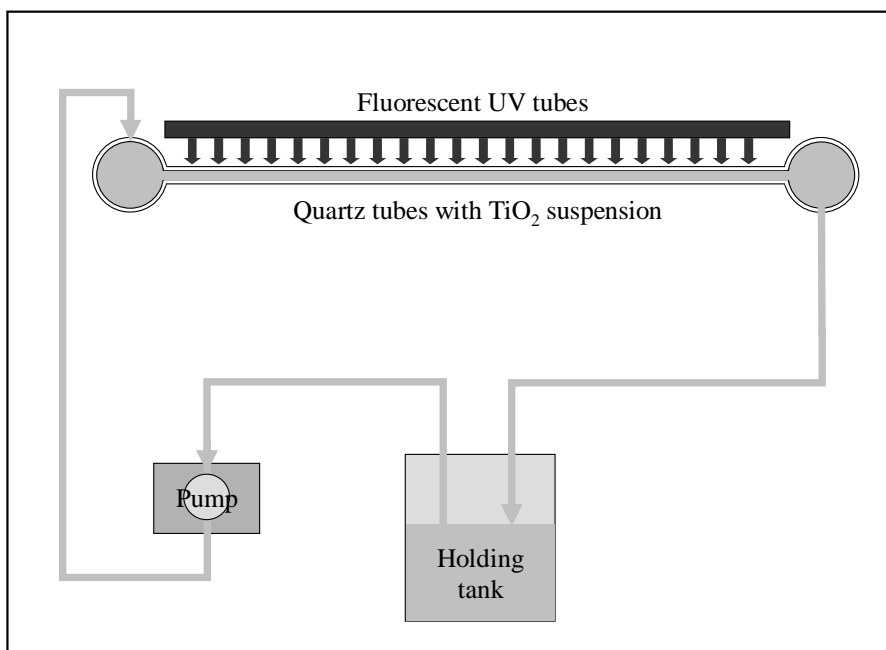 Fluorescent UV tubes
Quartz tubes with TiO₂ suspension
Pump
Holding
tank